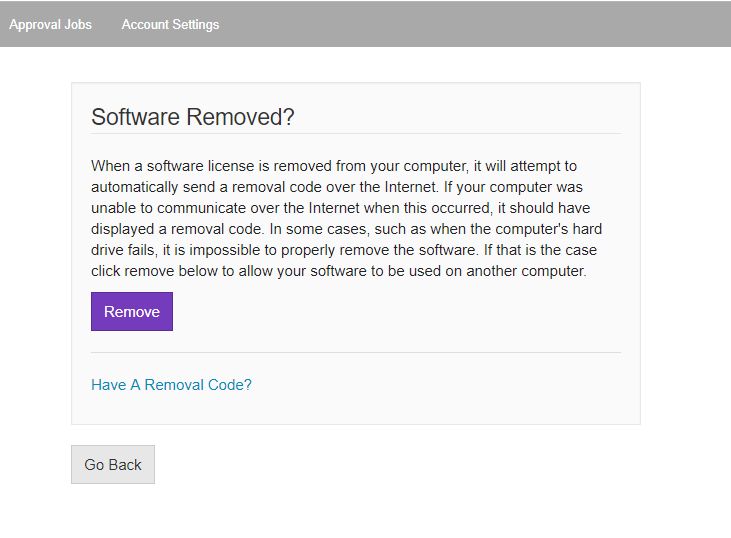 Approval Jobs Account Settings
Software Removed?
When a software license is removed from your computer, it will attempt to
automatically send a removal code over the Internet. If your computer was
unable to communicate over the Internet when this occurred, it should have
displayed a removal code. In some cases, such as when the computer's hard
drive fails, it is impossible to properly remove the software. If that is the case
click remove below to allow your software to be used on another computer.
Remove
Have A Removal Code?
Go Back